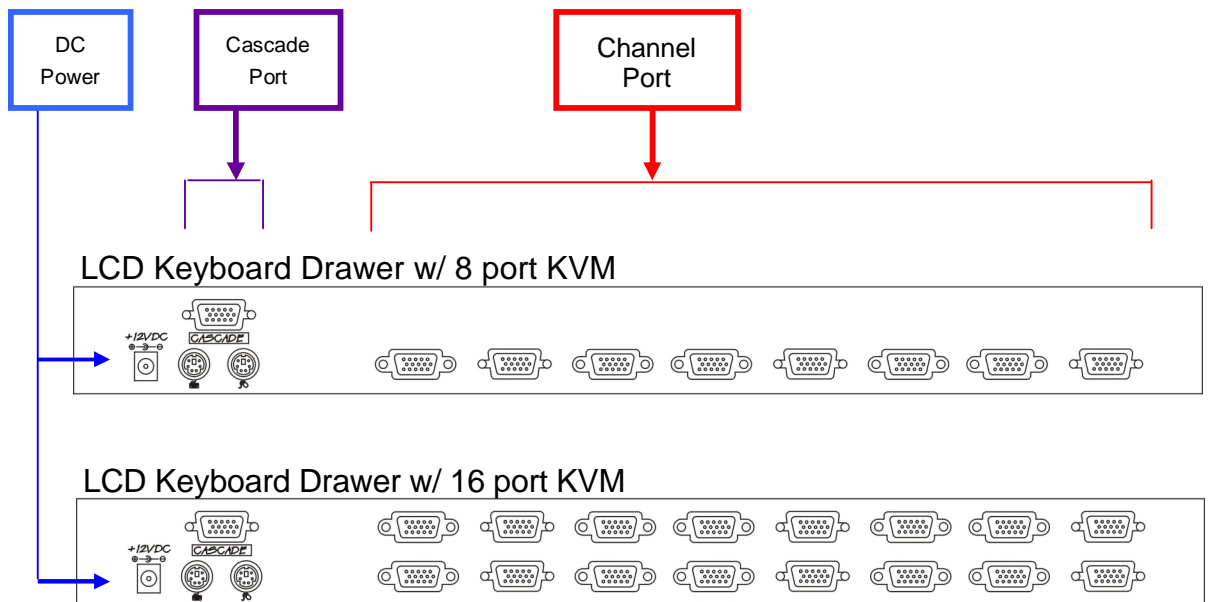 DC
Power
Cascade
Port
Channel
Port
LCD Keyboard Drawer w/ 8 port KVM
+12VDC
CASCADE
LCD Keyboard Drawer w/ 16 port KVM
+12VDC
CASCADE